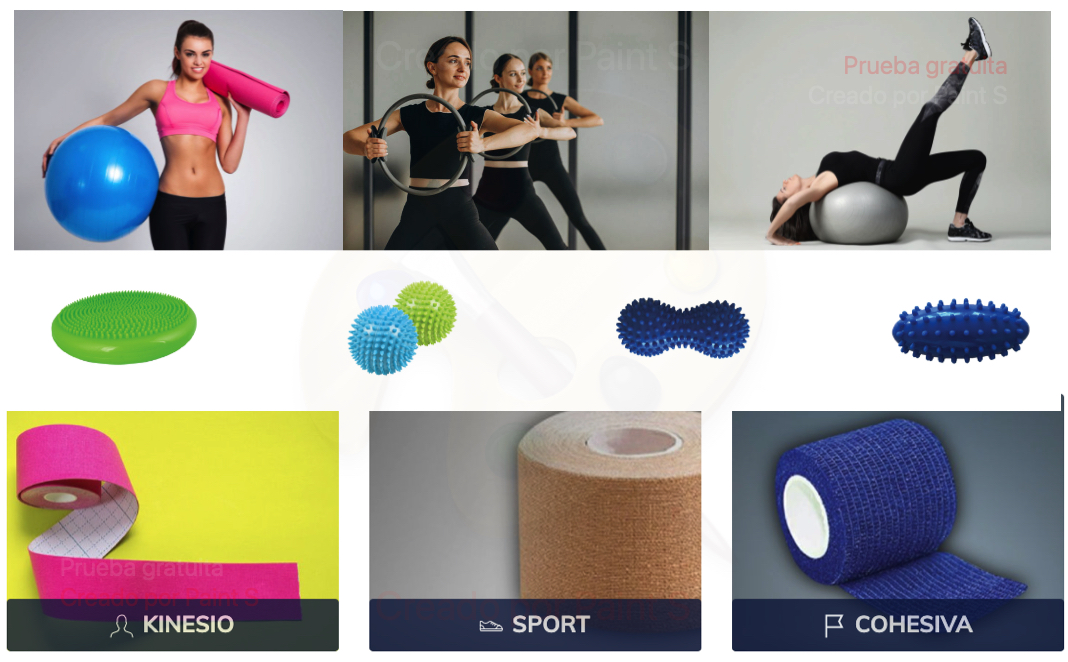 Creado por Paint S
Prueba gratuita
Creado por Paint S
Prueba gratuita
Creado por Paint S
KINESIO
SPORT
COHESIVA